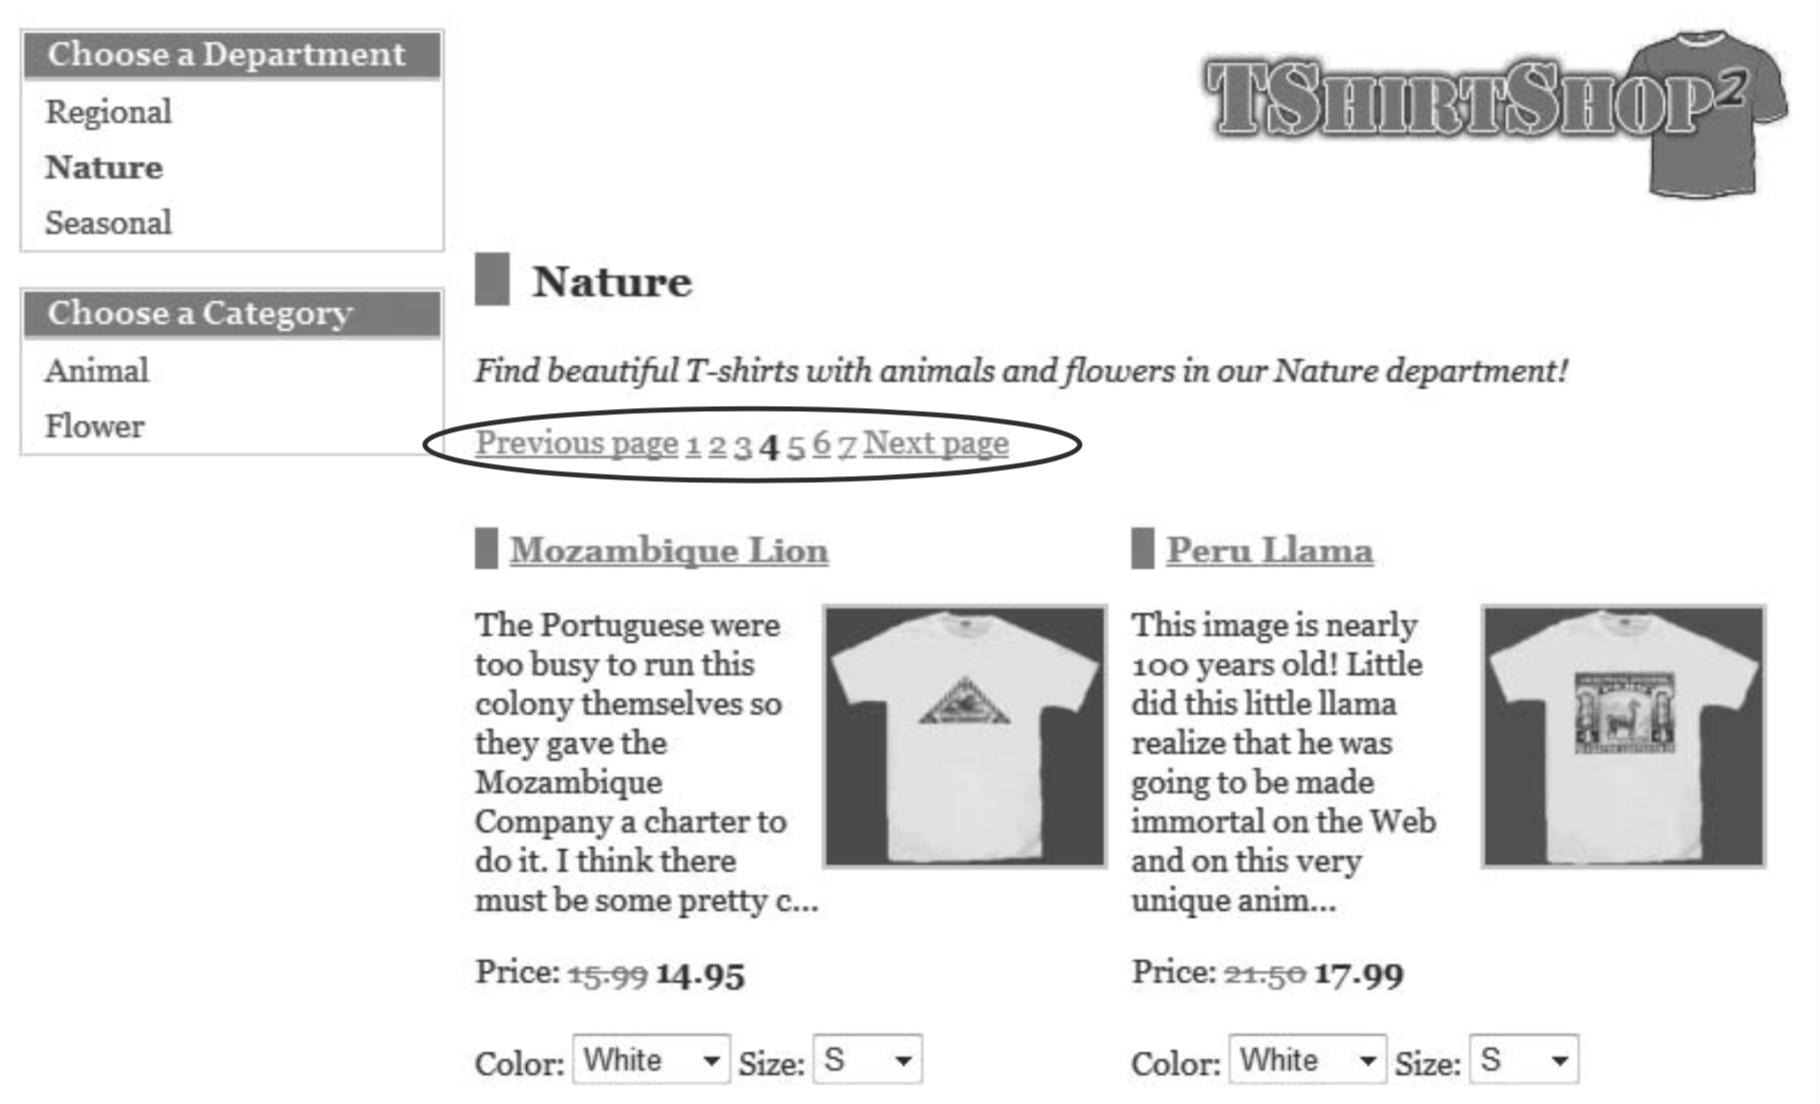 Choose a Department
Regional
Nature
Seasonal
Choose a Category
Animal
Flower
TShirtShop²
Nature
Find beautiful T-shirts with animals and flowers in our Nature department!
Previous page 1 2 3 4 5 6 7 Next page
Mozambique Lion
The Portuguese were
too busy to run this
colony themselves so
they gave the
Mozambique
Company a charter to
do it. I think there
must be some pretty c...
Price: 15.99 14.95
Color: White Size: S
Peru Llama
This image is nearly
100 years old! Little
did this little llama
realize that he was
going to be made
immortal on the Web
and on this very
unique anim...
Price: 21.50 17.99
Color: White Size: S